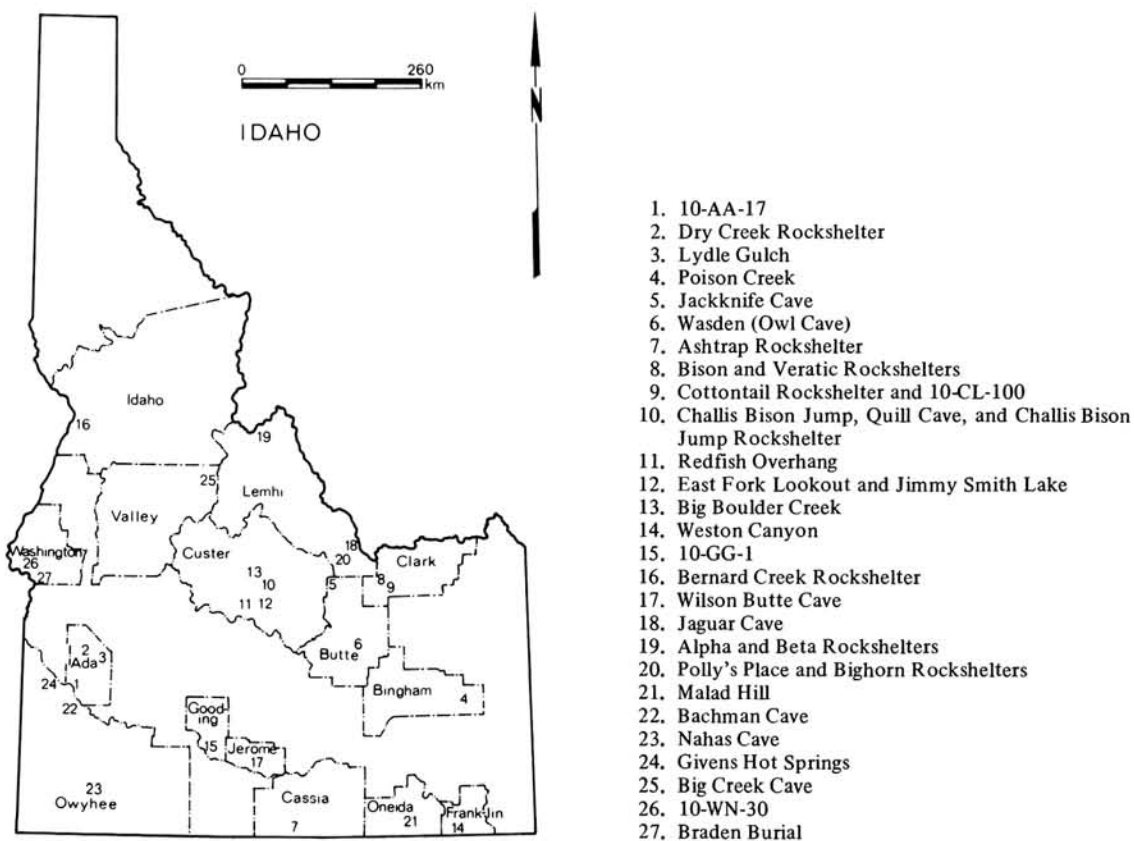 0 260
km
N
IDAHO
Idaho
16
19
25
Lemhi
Valley
Washington
26
27
Custer
18
20
Clark
13
10
5
8
9
11 12
Butte
6
2
Ada
3
1
24
22
Bingham
4
Good-
ing
15
Jerome
17
23
Owyhee
Cassia
7
Oneida
21
Frank-lin
14
1. 10-AA-17
2. Dry Creek Rockshelter
3. Lydle Gulch
4. Poison Creek
5. Jackknife Cave
6. Wasden (Owl Cave)
7. Ashtrap Rockshelter
8. Bison and Veratic Rockshelters
9. Cottontail Rockshelter and 10-CL-100
10. Challis Bison Jump, Quill Cave, and Challis Bison
Jump Rockshelter
11. Redfish Overhang
12. East Fork Lookout and Jimmy Smith Lake
13. Big Boulder Creek
14. Weston Canyon
15. 10-GG-1
16. Bernard Creek Rockshelter
17. Wilson Butte Cave
18. Jaguar Cave
19. Alpha and Beta Rockshelters
20. Polly's Place and Bighorn Rockshelters
21. Malad Hill
22. Bachman Cave
23. Nahas Cave
24. Givens Hot Springs
25. Big Creek Cave
26. 10-WN-30
27. Braden Burial